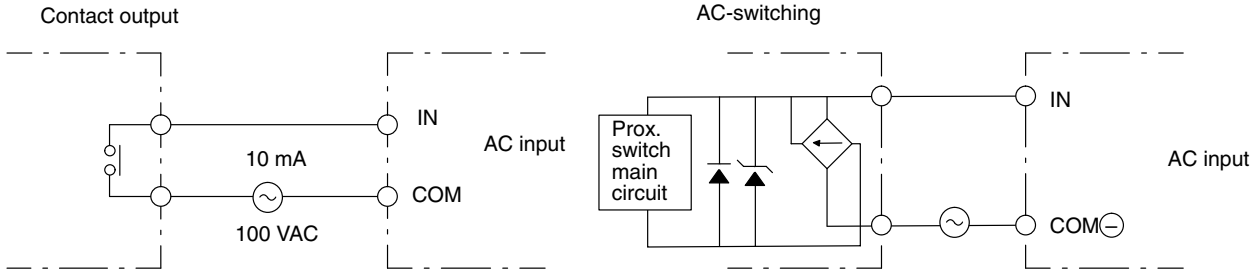 Contact output
IN
AC input
10 mA
COM
100 VAC
AC-switching
Prox.
switch
main
circuit
IN
AC input
COM⊖